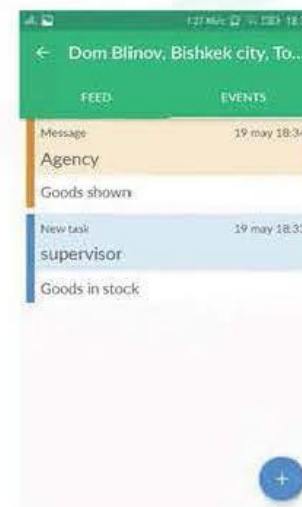 ← Dom Blinov, Bishkek city, To...
FEED EVENTS
Message 19 may 18:34
Agency
Goods shown
New task
19 may 18:3
supervisor
Goods in stock
+